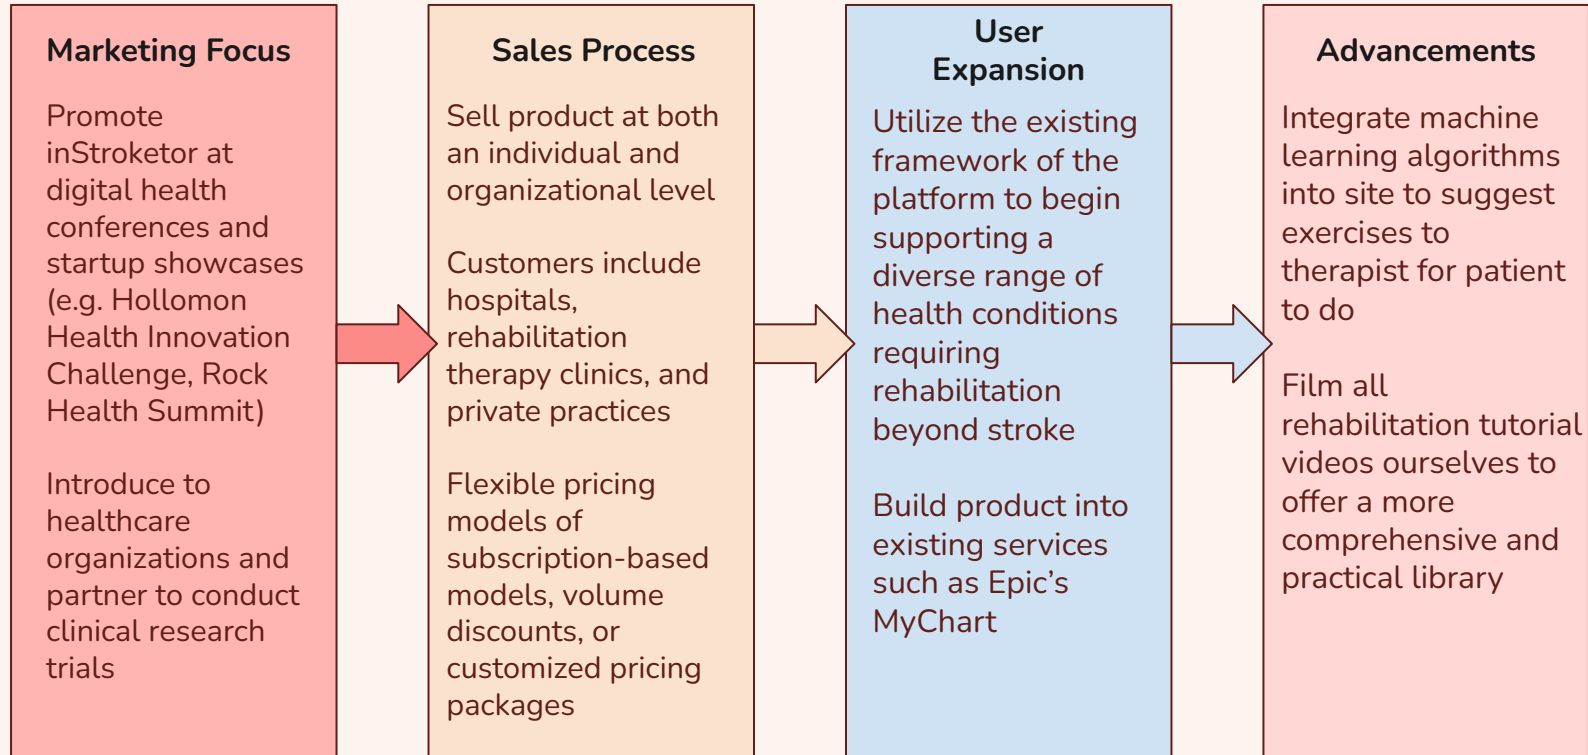 Marketing Focus
Promote
inStroketor at
digital health
conferences and
startup showcases
(e.g. Hollomon
Health Innovation
Challenge, Rock
Health Summit)
Introduce to
healthcare
organizations and
partner to conduct
clinical research
trials
Sales Process
Sell product at both
an individual and
organizational level
Customers include
hospitals,
rehabilitation
therapy clinics, and
private practices
Flexible pricing
models of
subscription-based
models, volume
discounts, or
customized pricing
packages
User
Expansion
Utilize the existing
framework of the
platform to begin
supporting a
diverse range of
health conditions
requiring
rehabilitation
beyond stroke
Build product into
existing services
such as Epic’s
MyChart
Advancements
Integrate machine
learning algorithms
into site to suggest
exercises to
therapist for patient
to do
Film all
rehabilitation tutorial
videos ourselves to
offer a more
comprehensive and
practical library